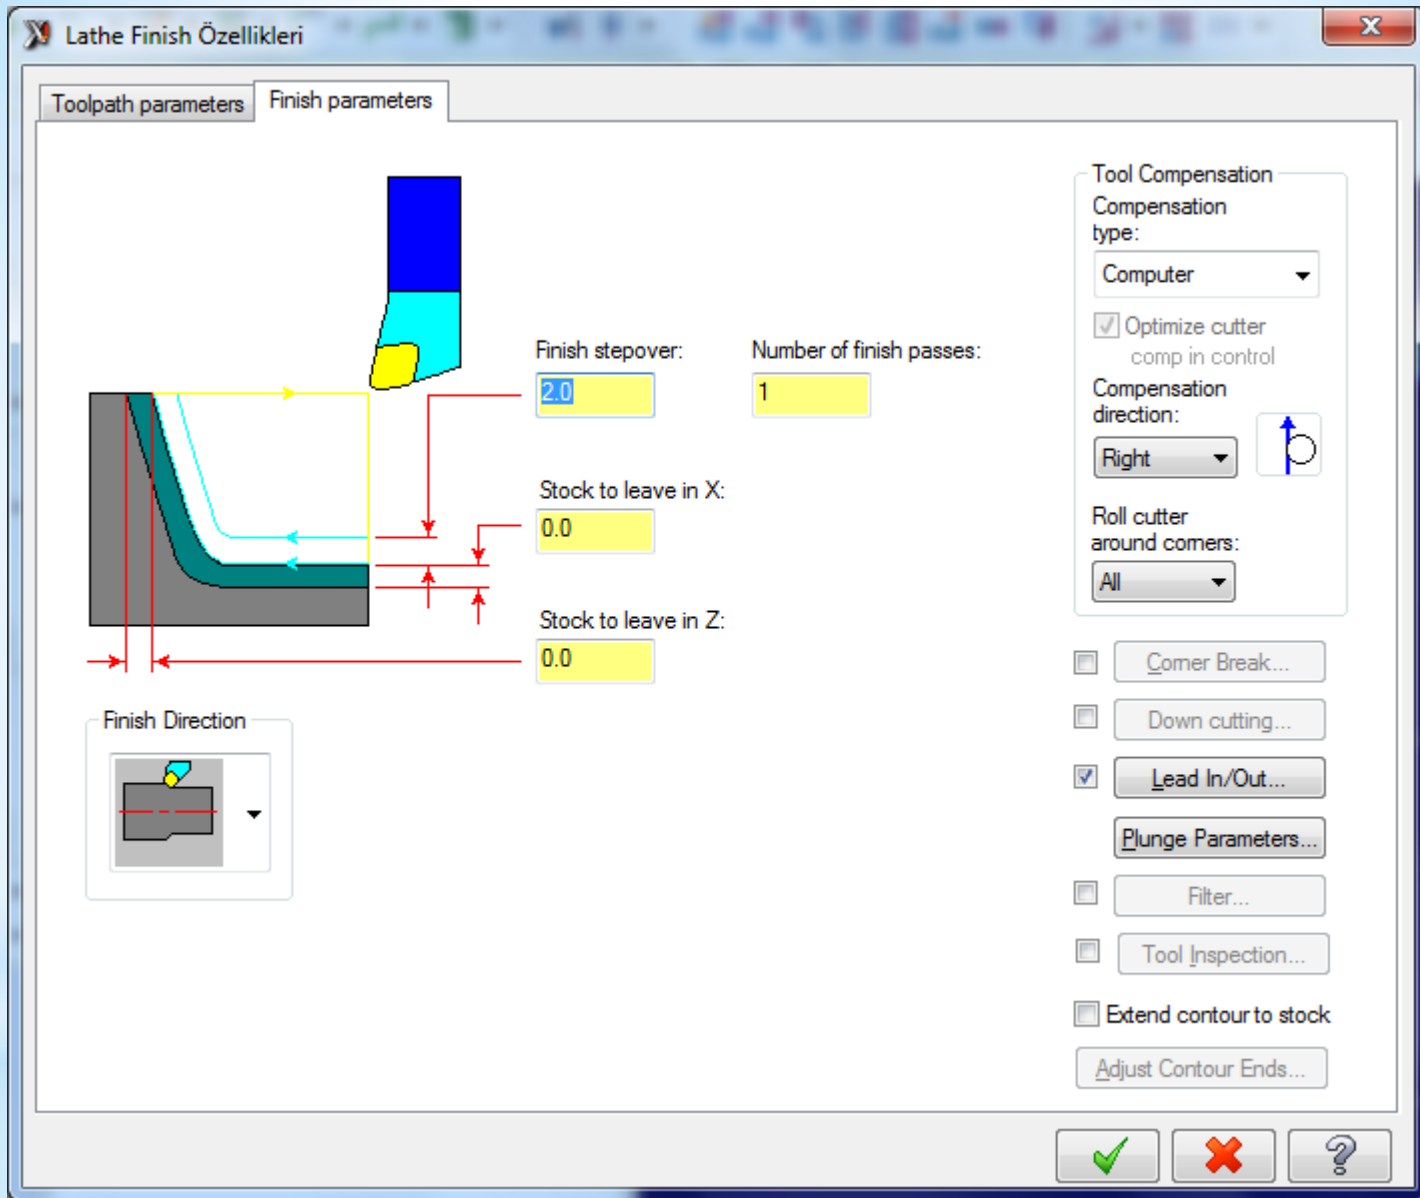 Lathe Finish Özellikleri
Toolpath parameters
Finish parameters
Finish stepover:
2.0
Number of finish passes:
1
Stock to leave in X:
0.0
Stock to leave in Z:
0.0
Finish Direction
Tool Compensation
Compensation
type:
Computer
Optimize cutter
comp in control
Compensation
direction:
Right
Roll cutter
around corners:
All
Corner Break...
Down cutting...
Lead In/Out...
Plunge Parameters...
Filter...
Tool Inspection...
Extend contour to stock
Adjust Contour Ends...